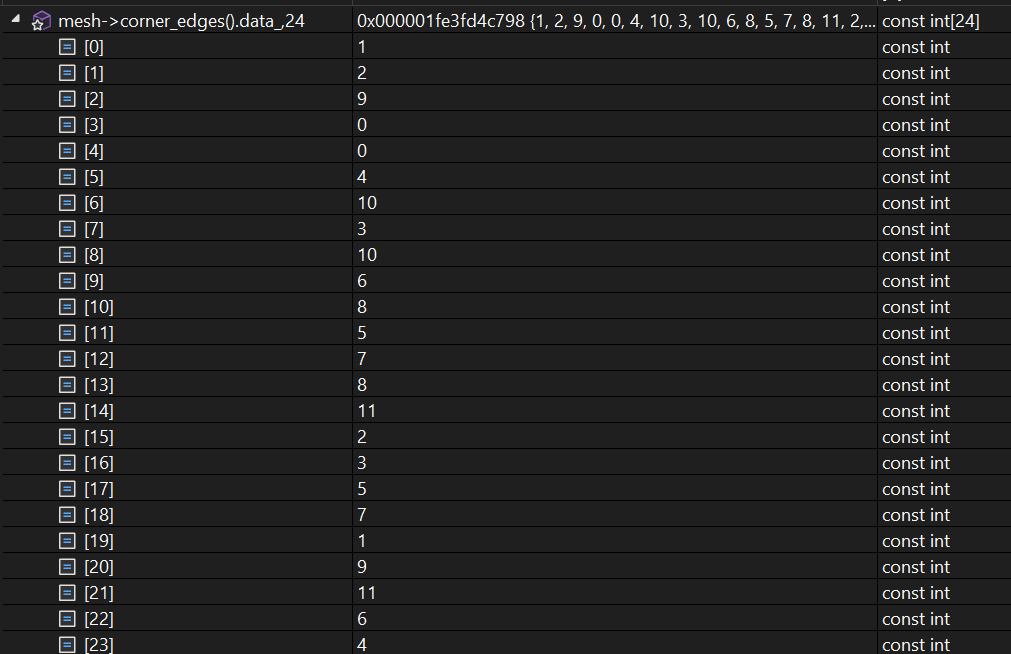 mesh->corner_edges().data_,24 0x000001fe3fd4c798 {1, 2, 9, 0, 0, 4, 10, 3, 10, 6, 8, 5, 7, 8, 11, 2,... const int[24]
[0] 1 const int
[1] 2 const int
[2] 9 const int
[3] 0 const int
[4] 0 const int
[5] 4 const int
[6] 10 const int
[7] 3 const int
[8] 10 const int
[9] 6 const int
[10] 8 const int
[11] 5 const int
[12] 7 const int
[13] 8 const int
[14] 11 const int
[15] 2 const int
[16] 3 const int
[17] 5 const int
[18] 7 const int
[19] 1 const int
[20] 9 const int
[21] 11 const int
[22] 6 const int
[23] 4 const int